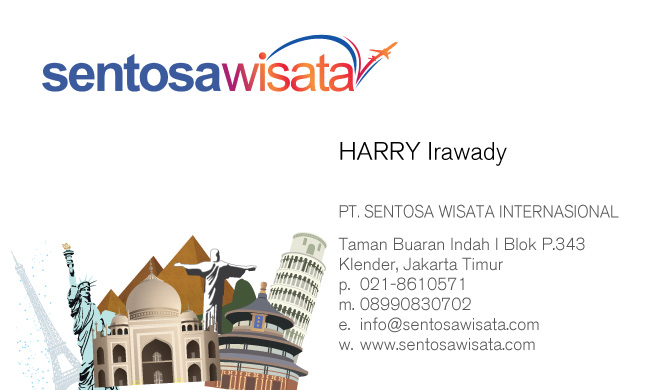 sentosawisata
HARRY Irawady
PT. SENTOSA WISATA INTERNASIONAL
Taman Buaran Indah I Blok P.343
Klender, Jakarta Timur
p. 021-8610571
m. 08990830702
e. info@sentosawisata.com
w. www.sentosawisata.com